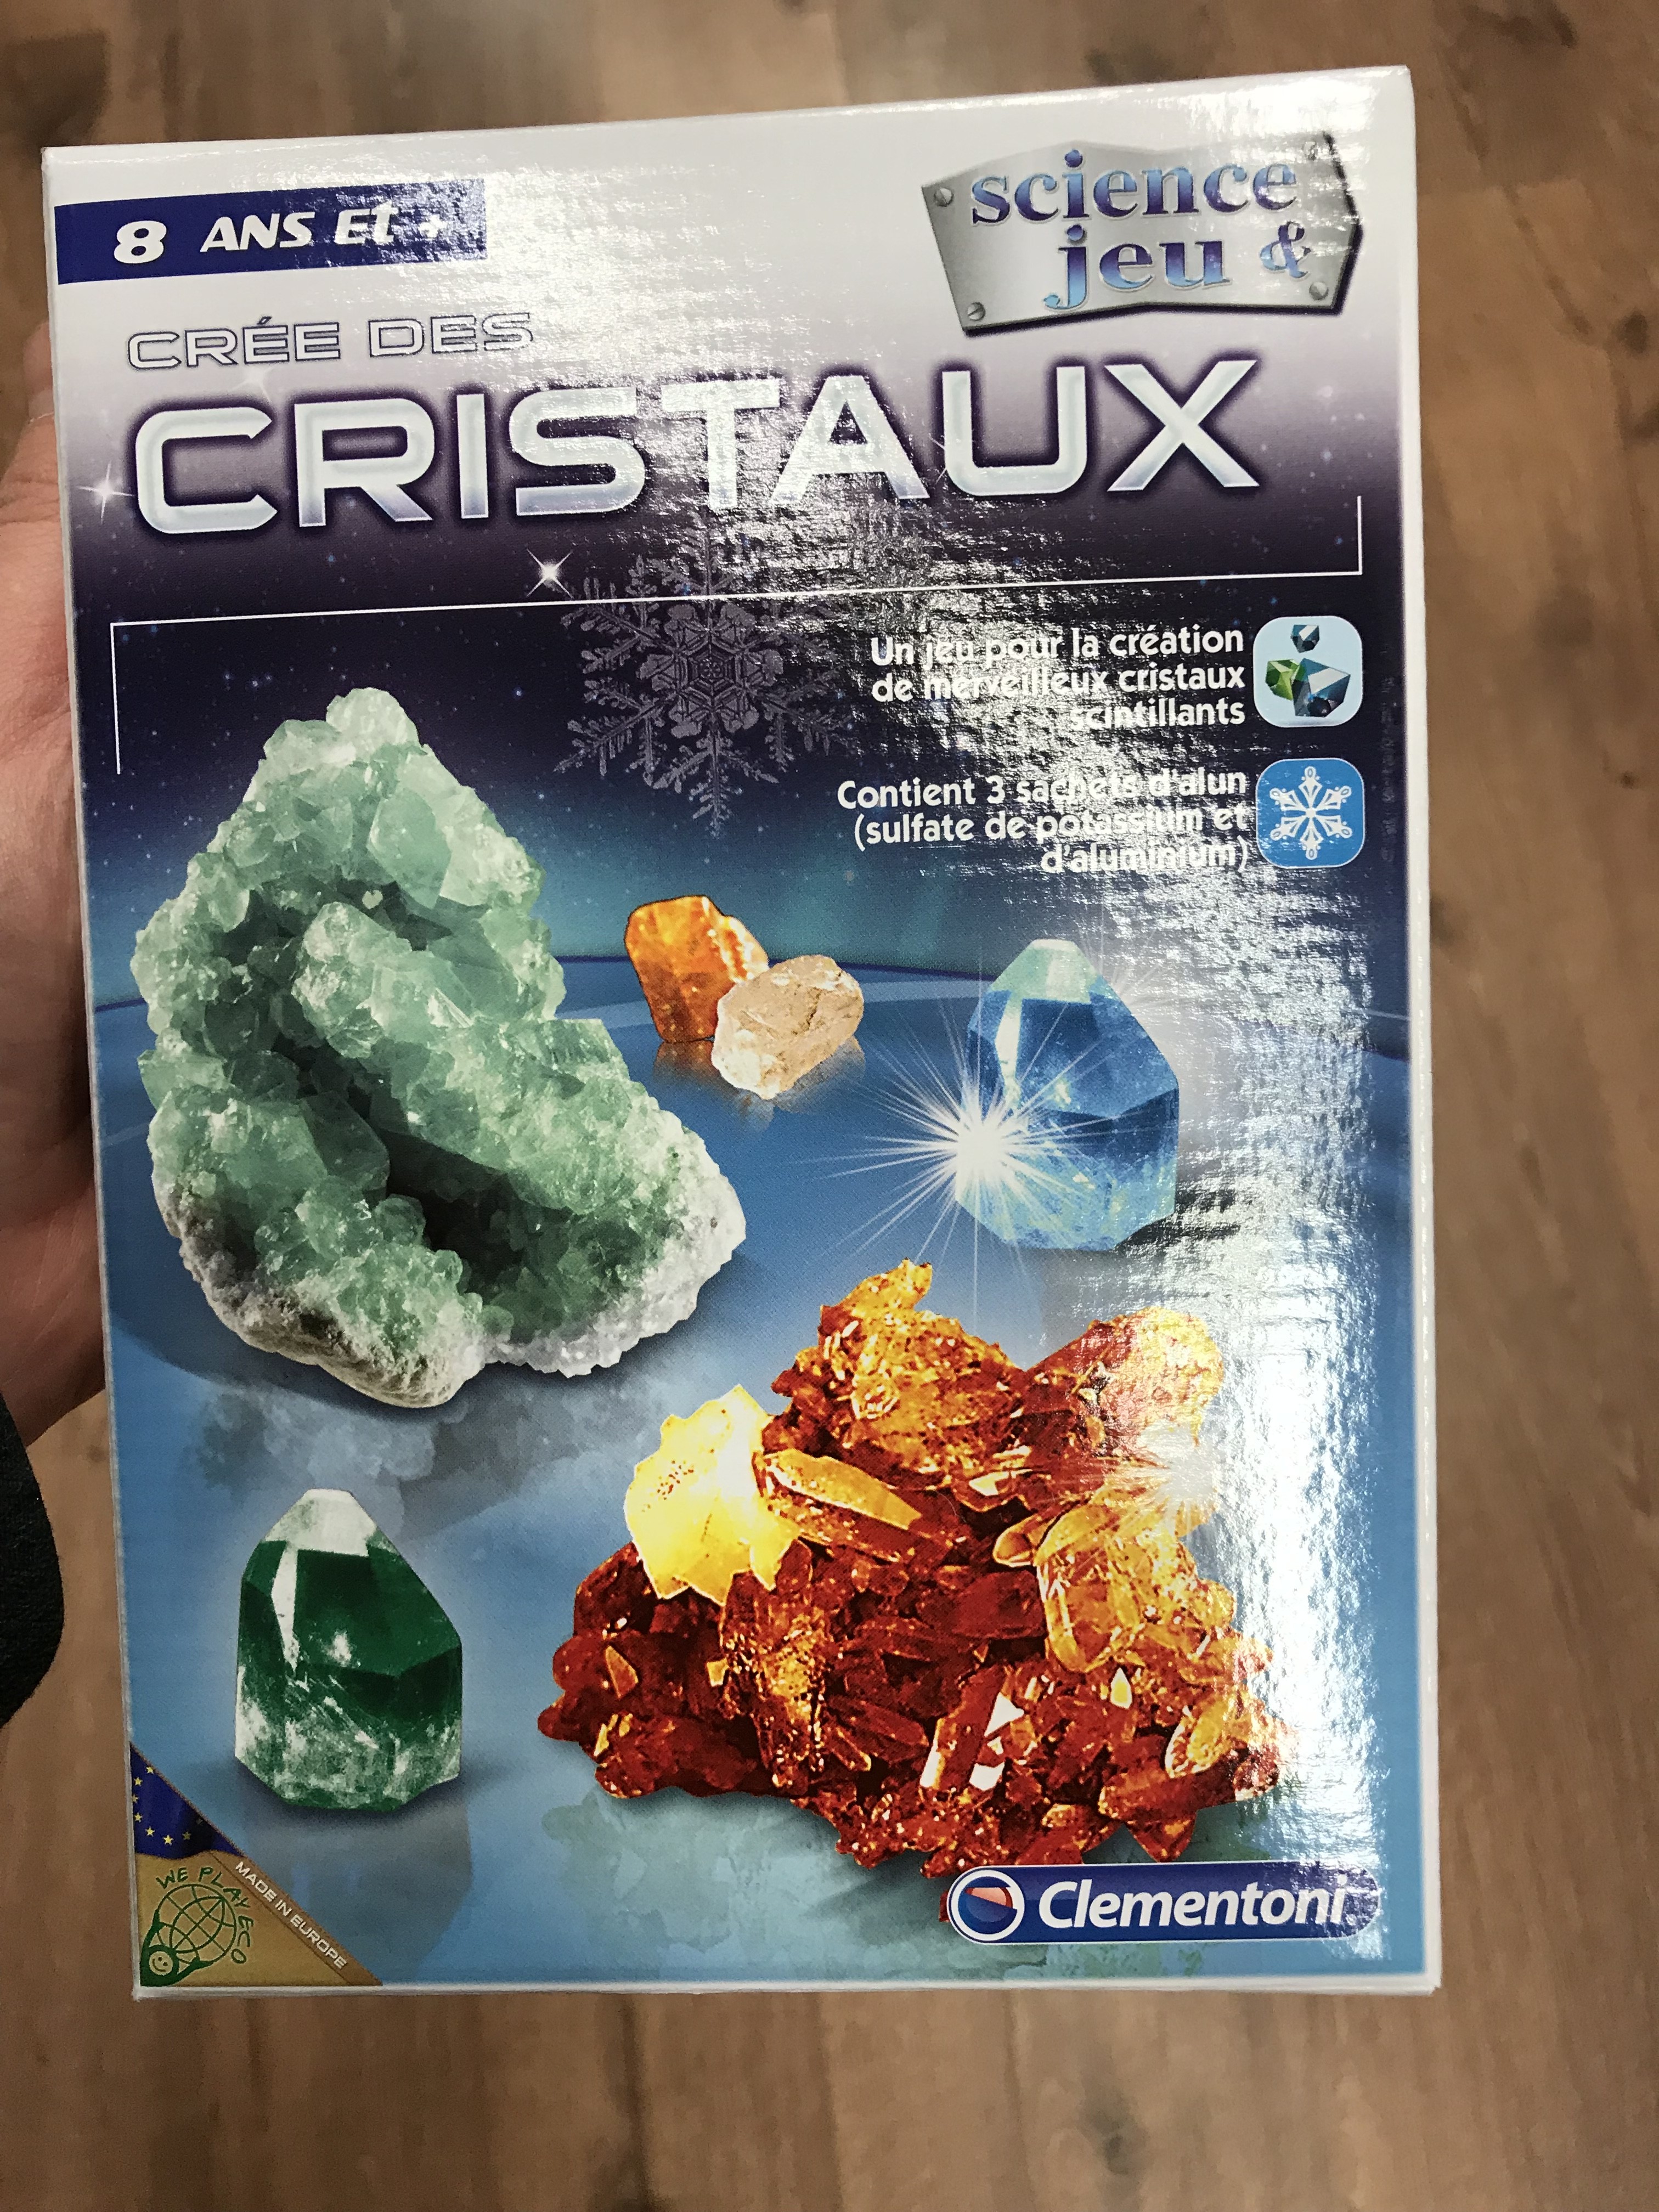 8 ANS Et +
science
jeu &
CRÉE DES
CRISTAUX
Un jeu pour la création
de merveilleux cristaux
scintillants
Contient 3 sachets d'alun
(sulfate de potassium et
d'aluminium)
WE PLAY ECO
MADE IN EUROPE
Clementoni